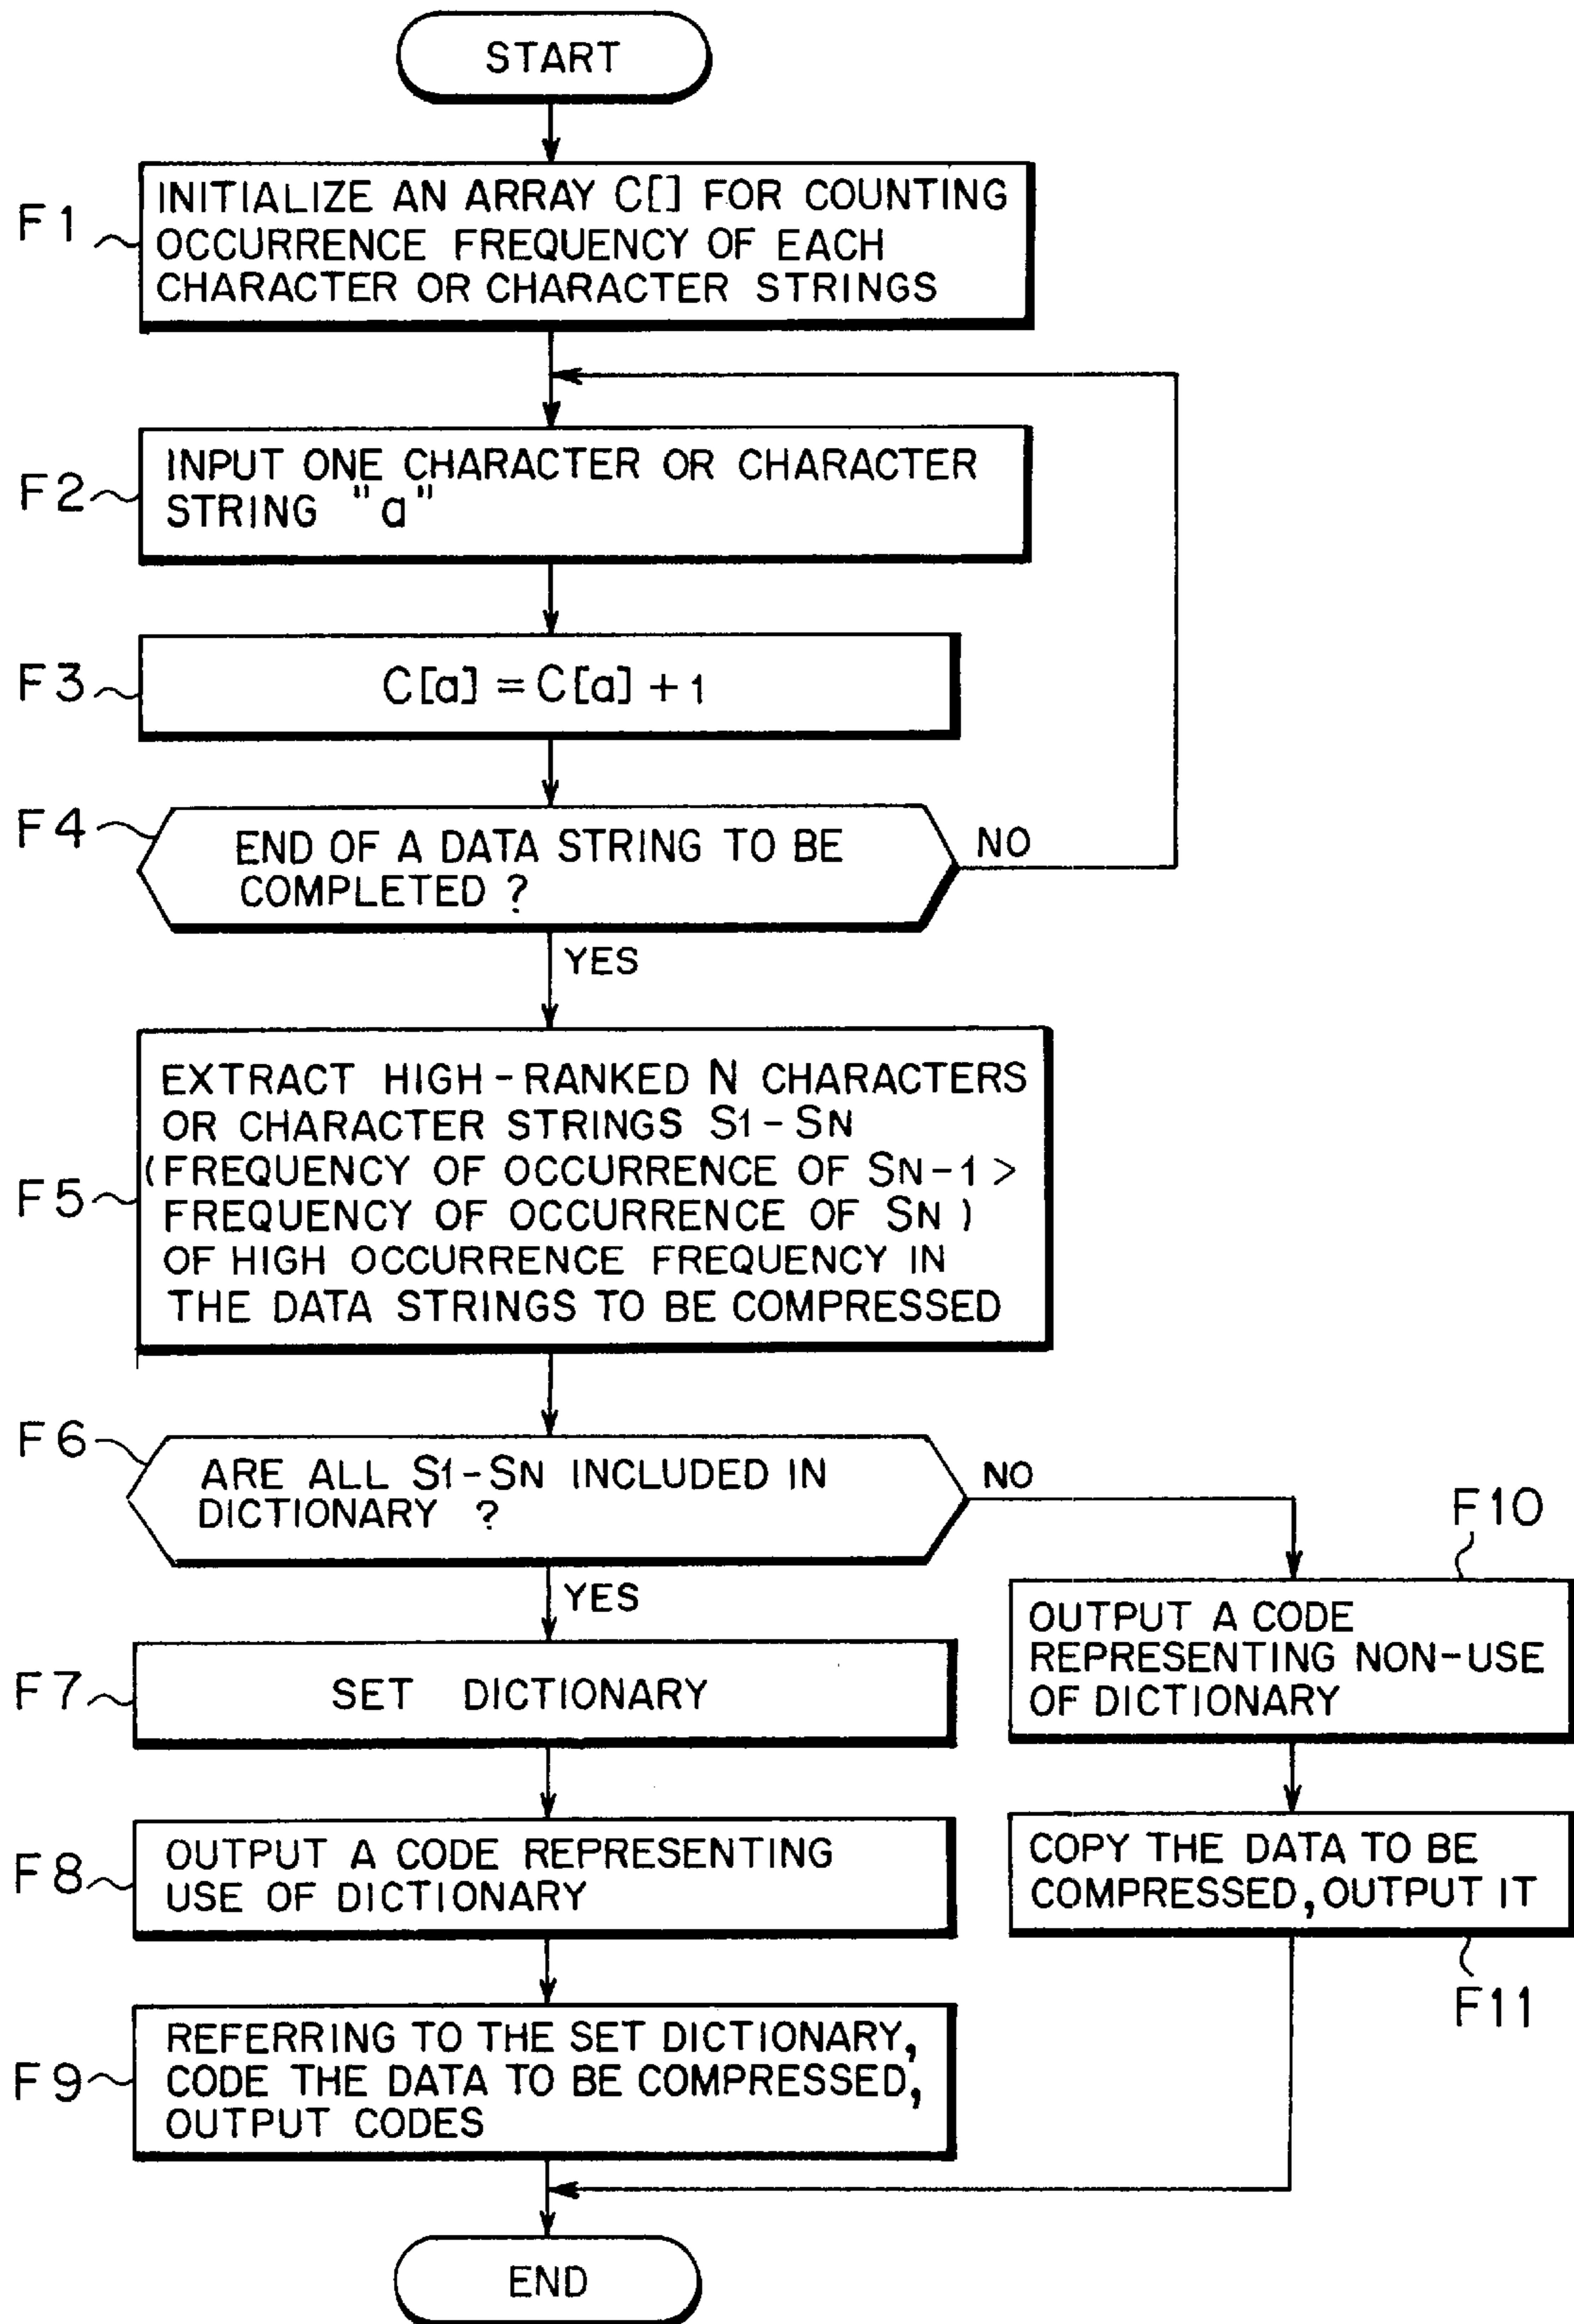 START
F1
INITIALIZE AN ARRAY C[] FOR COUNTING
OCCURRENCE FREQUENCY OF EACH
CHARACTER OR CHARACTER STRINGS
F2
INPUT ONE CHARACTER OR CHARACTER
STRING "a"
F3
C[a] = C[a] + 1
F4
END OF A DATA STRING TO BE
COMPLETED ?
NO
YES
F5
EXTRACT HIGH-RANKED N CHARACTERS
OR CHARACTER STRINGS S1-SN
(FREQUENCY OF OCCURRENCE OF SN-1 >
FREQUENCY OF OCCURRENCE OF SN )
OF HIGH OCCURRENCE FREQUENCY IN
THE DATA STRINGS TO BE COMPRESSED
F6
ARE ALL S1-SN INCLUDED IN
DICTIONARY ?
NO
YES
F7
SET DICTIONARY
F8
OUTPUT A CODE REPRESENTING
USE OF DICTIONARY
F9
REFERRING TO THE SET DICTIONARY,
CODE THE DATA TO BE COMPRESSED,
OUTPUT CODES
F10
OUTPUT A CODE
REPRESENTING NON-USE
OF DICTIONARY
COPY THE DATA TO BE
COMPRESSED, OUTPUT IT
F11
END